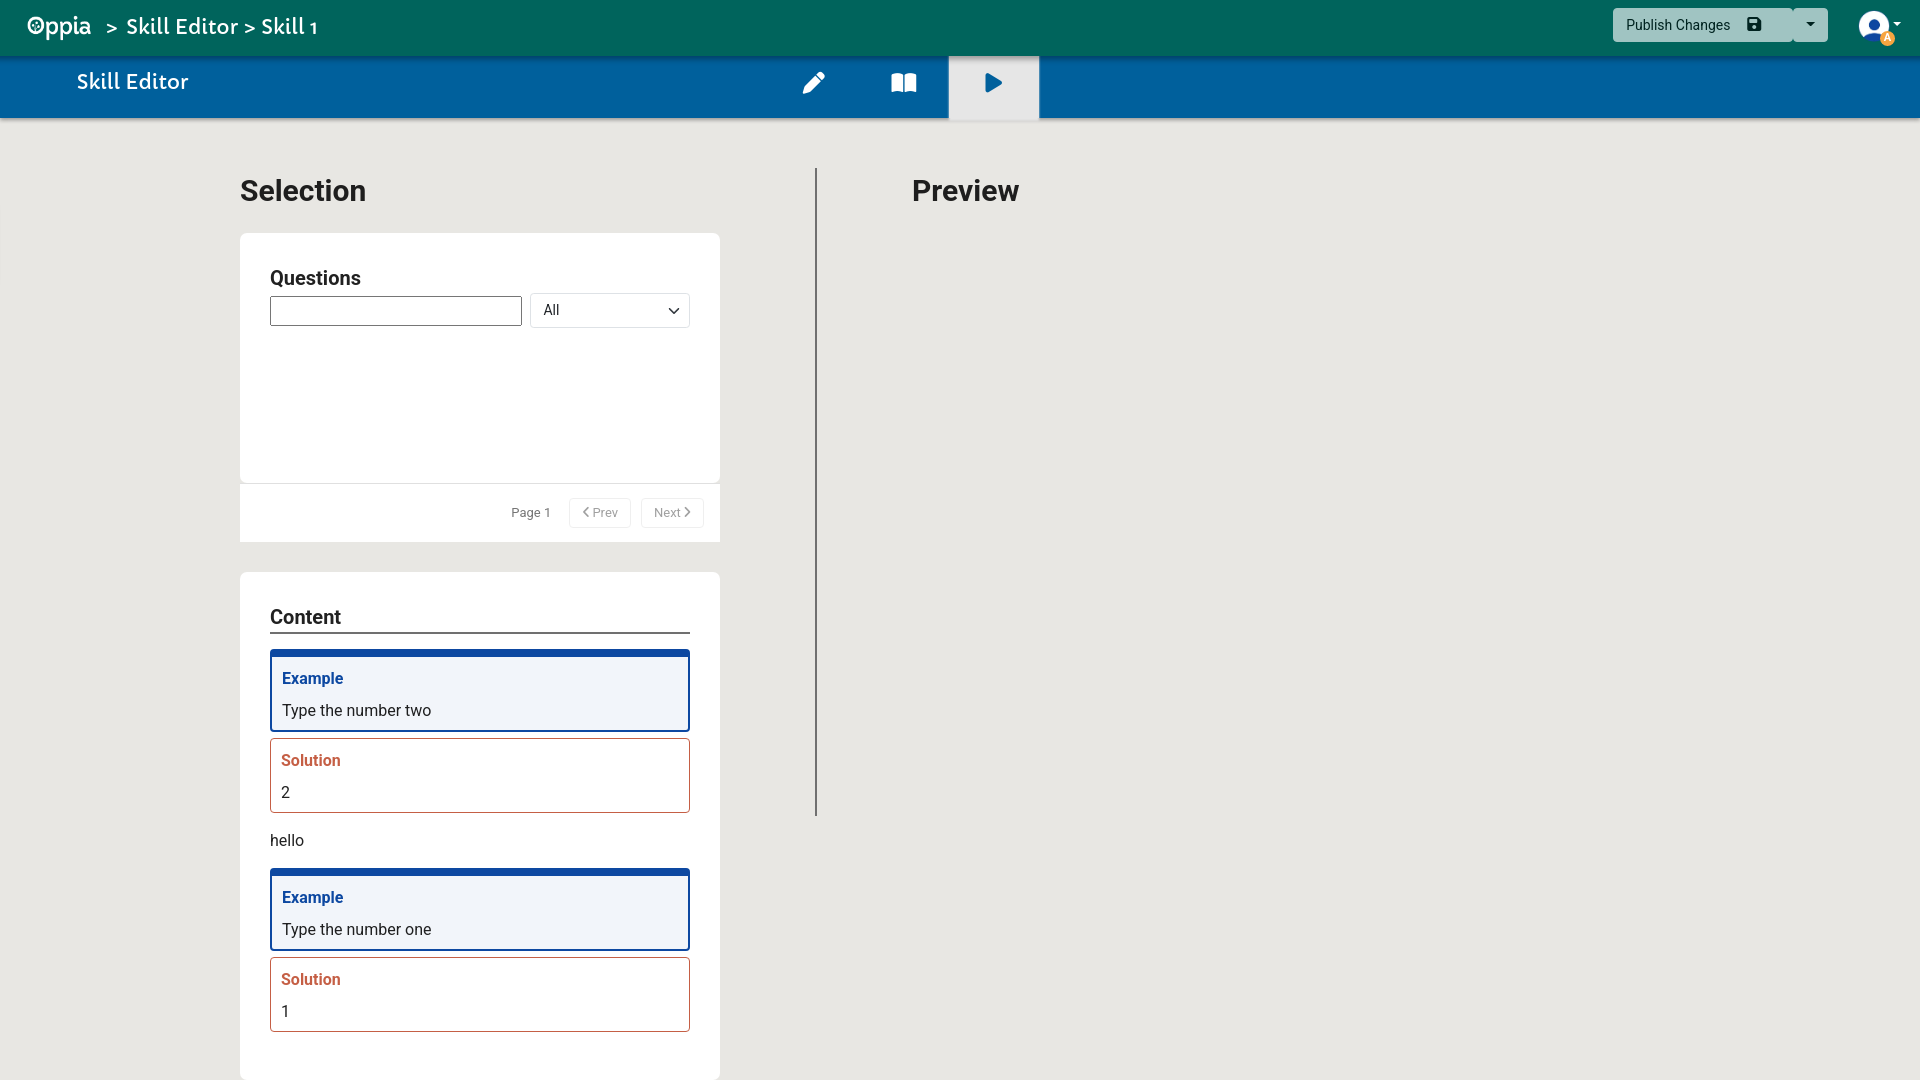 Oppia > Skill Editor > Skill 1
Publish Changes
A
Skill Editor
Selection
Preview
Questions
All
Page 1
Prev
Next
Content
Example
Type the number two
Solution
2
hello
Example
Type the number one
Solution
1